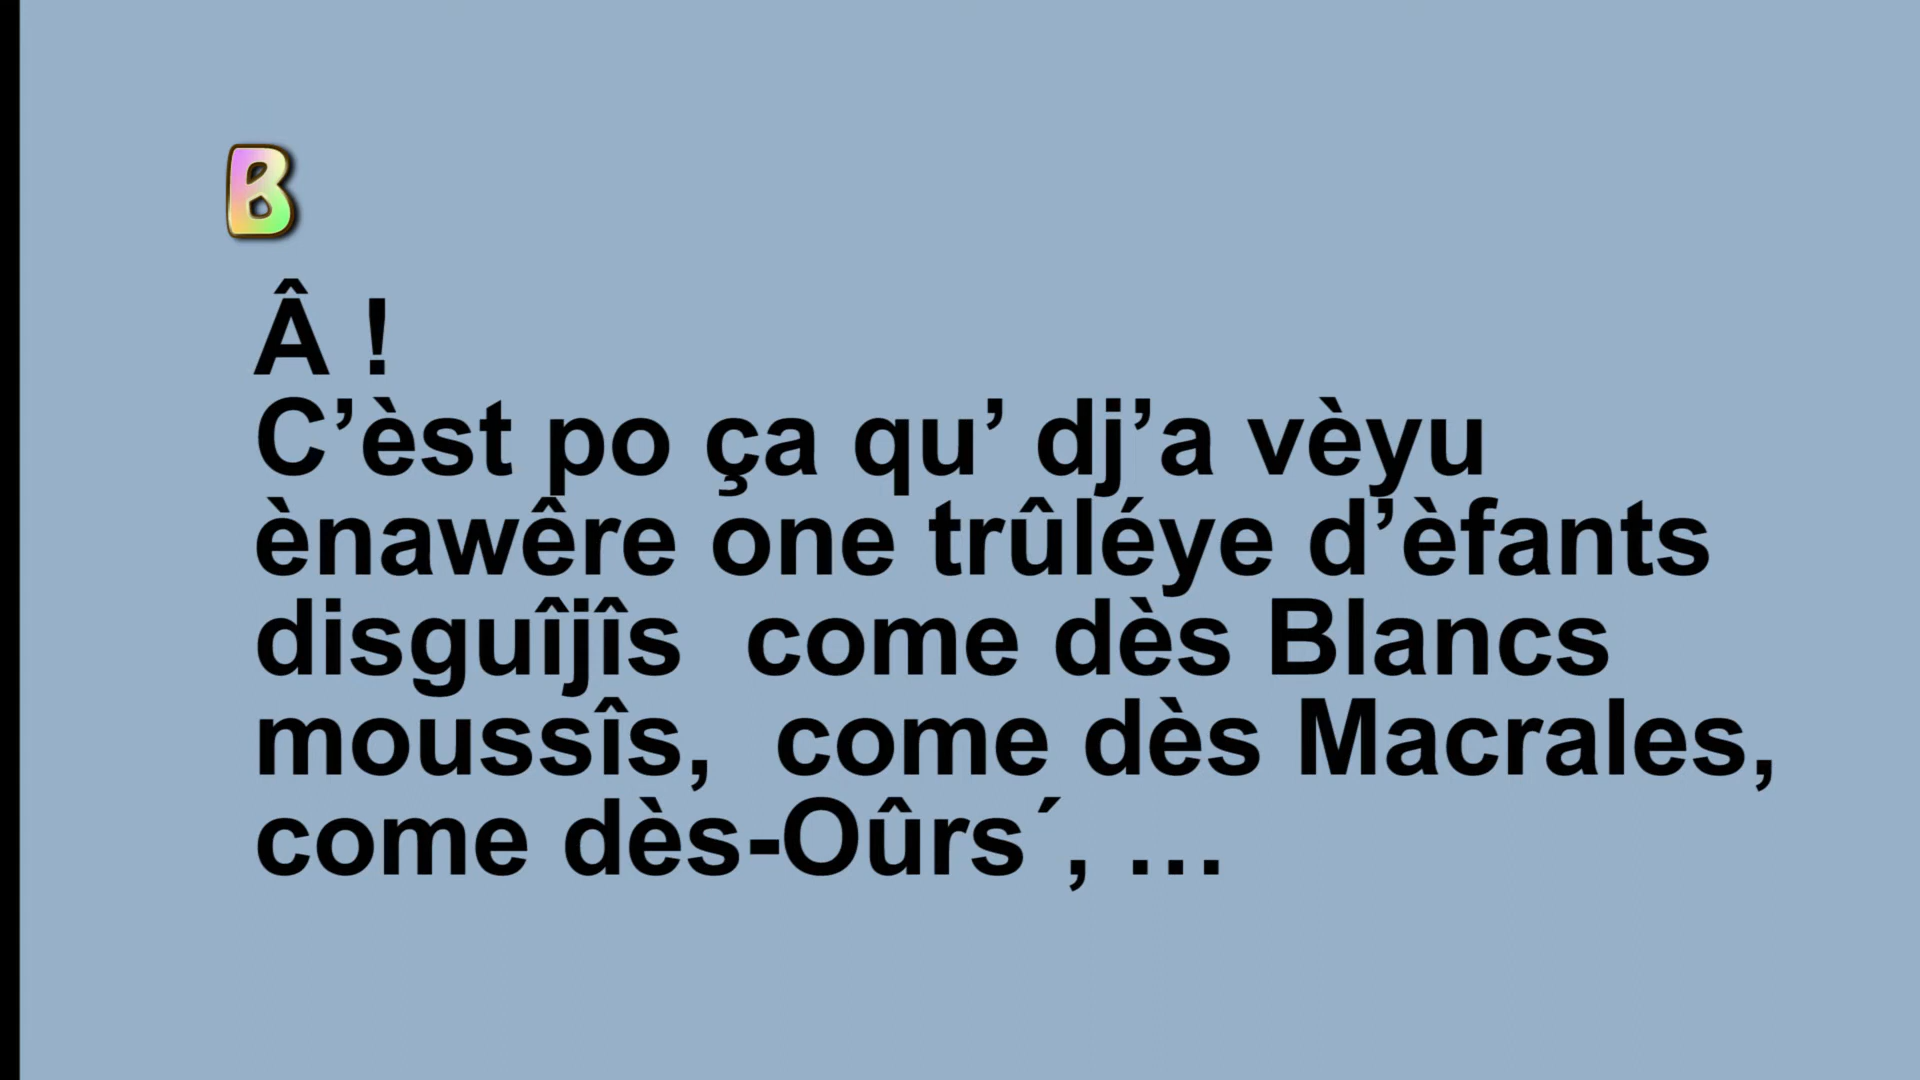 B
Â !
C’èst po ça qu’ dj’a vèyu
ènawêre one trûléye d’èfants
disguîjîs  come dès Blancs
moussîs,  come dès Macrales,
come dès-Oûrs´, …